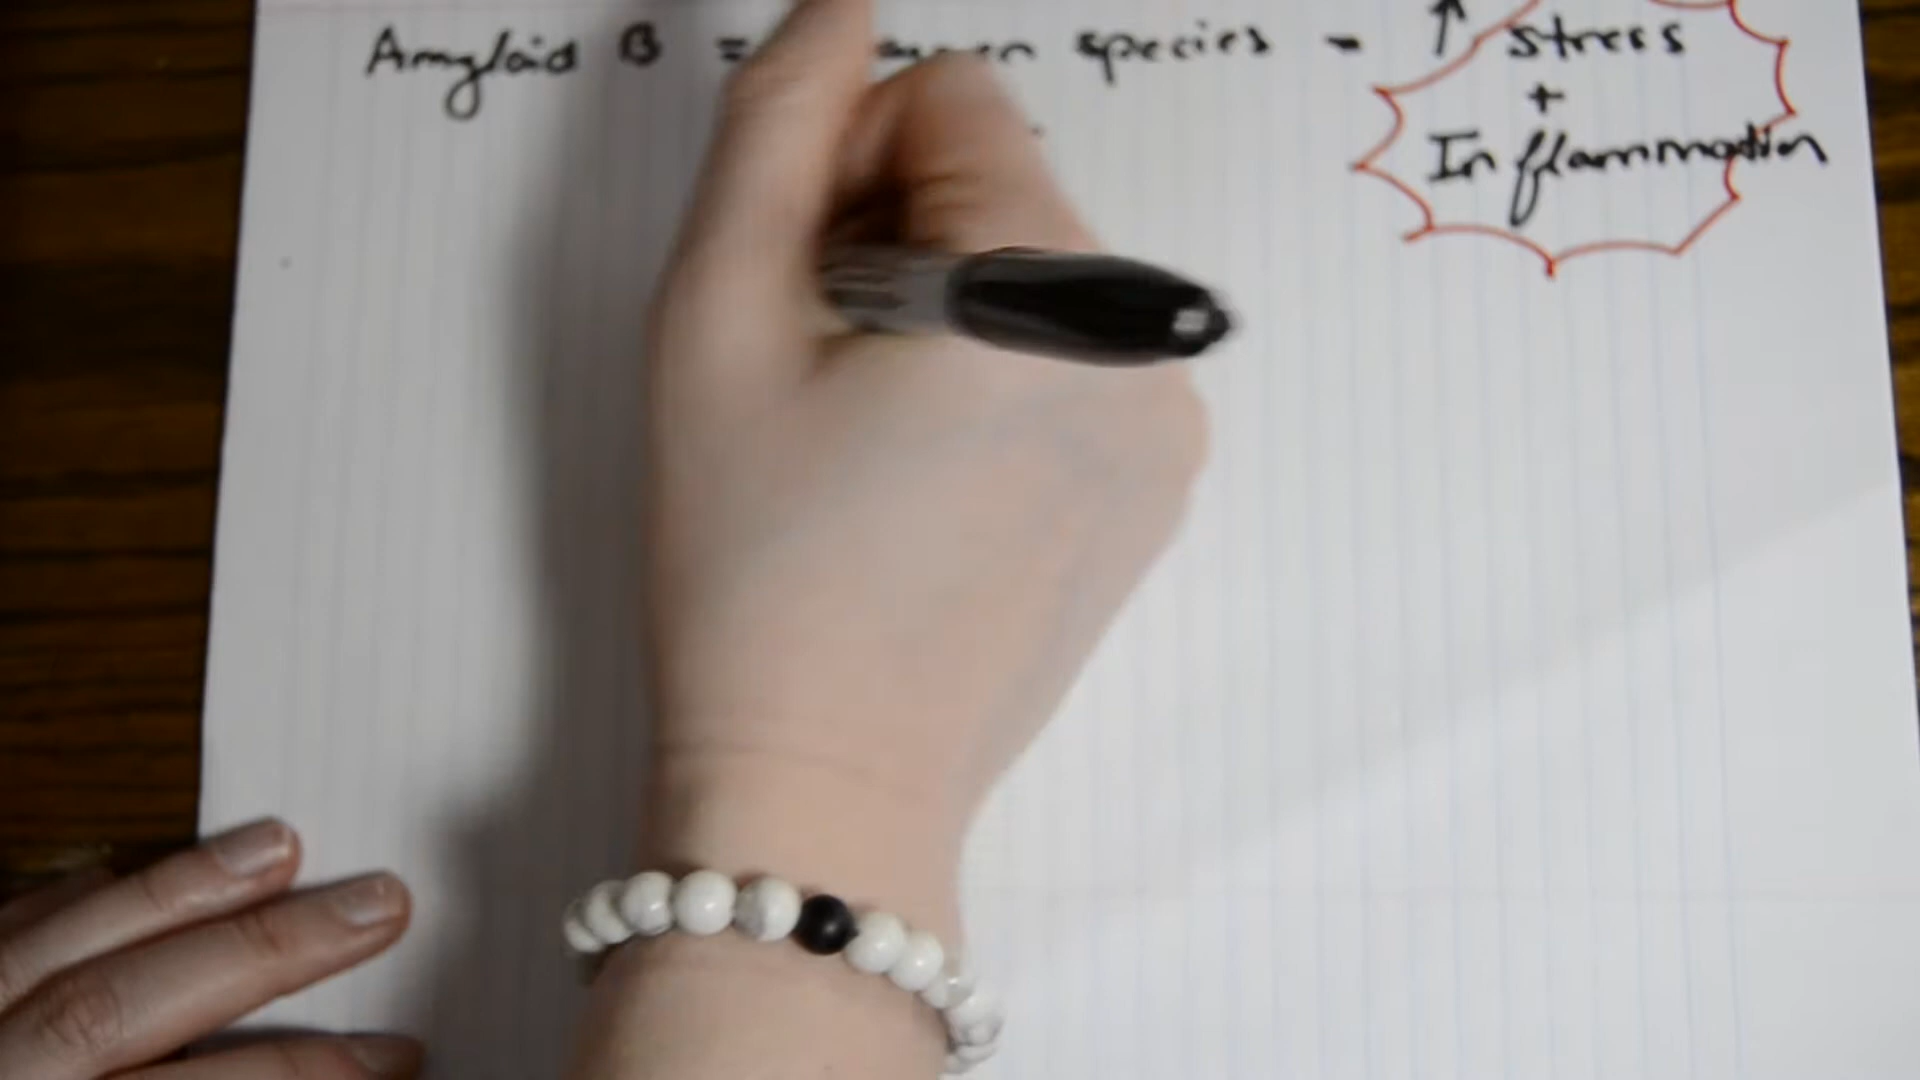 Amyloid B = species - ↑ stress
+
Inflammation